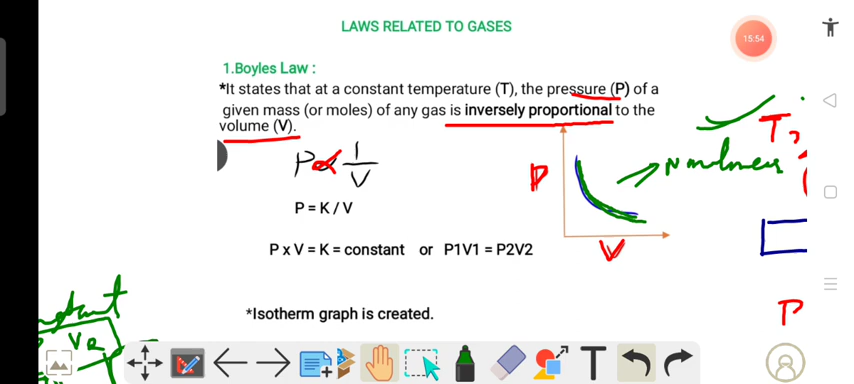 LAWS RELATED TO GASES
15:54
1.Boyles Law :
*It states that at a constant temperature (T), the pressure (P) of a
given mass (or moles) of any gas is inversely proportional to the
volume (V).
P ∝ 1/V
P = K / V
P x V = K = constant or P1V1 = P2V2
*Isotherm graph is created.
P
V
T,
P
V2
T